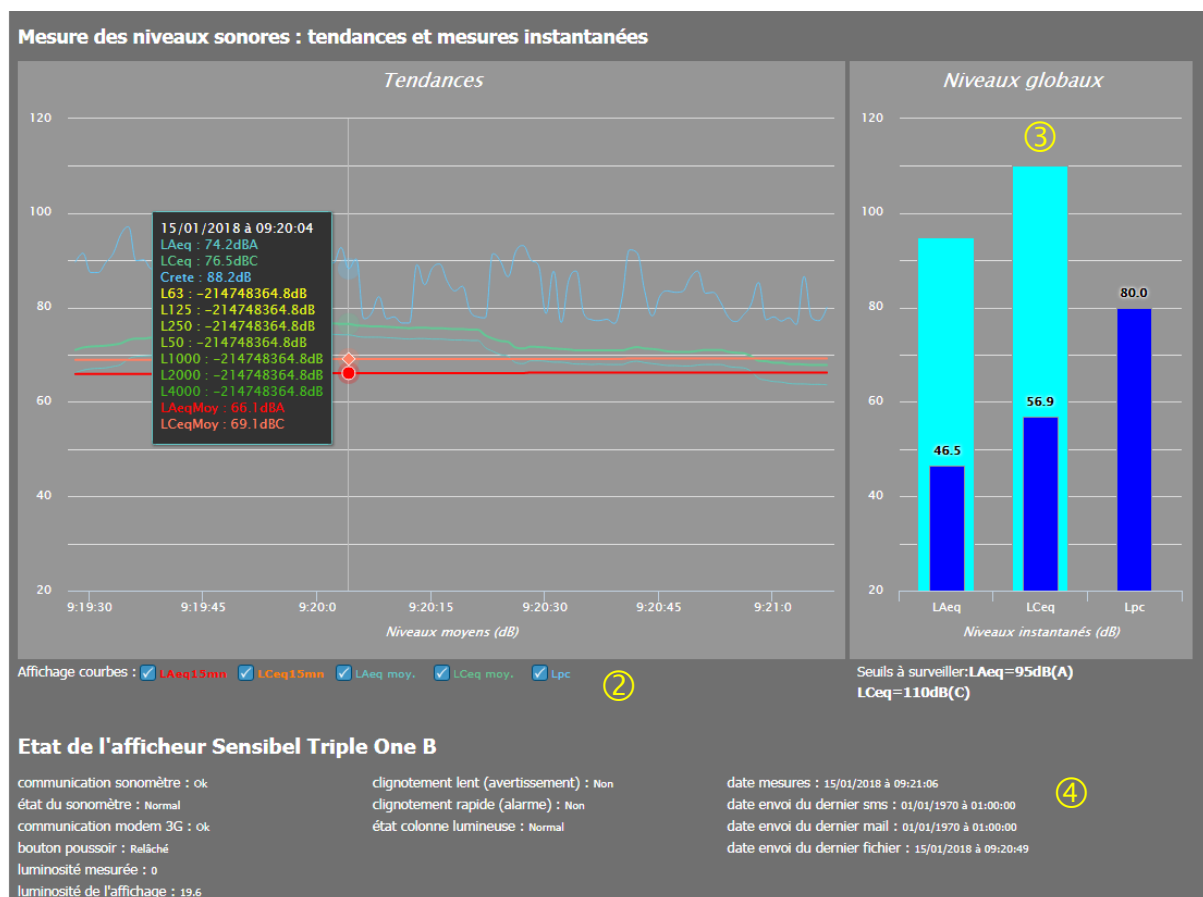 Mesure des niveaux sonores : tendances et mesures instantanées
Tendances
120
100
80
60
40
20
15/01/2018 à 09:20:04
LAeq : 74.2dBA
LCeq : 76.5dBC
Crete : 88.2dB
L63 : -214748364.8dB
L125 : -214748364.8dB
L250 : -214748364.8dB
L50 : -214748364.8dB
L1000 : -214748364.8dB
L2000 : -214748364.8dB
L4000 : -214748364.8dB
LAeqMoy : 66.1dBA
LCeqMoy : 69.1dBC
9:19:30 9:19:45 9:20:0 9:20:15 9:20:30 9:20:45 9:21:0
Niveaux moyens (dB)
Niveaux globaux
120
100
80
60
40
20
③
46.5
56.9
80.0
LAeq LCeq Lpc
Niveaux instantanés (dB)
Affichage courbes : LAeq15mn LCeq15mn LAeq moy. LCeq moy. Lpc
②
Seuils à surveiller:LAeq=95dB(A)
LCeq=110dB(C)
Etat de l'afficheur Sensibel Triple One B
communication sonomètre : Ok
état du sonomètre : Normal
communication modem 3G : Ok
bouton poussoir : Relâché
luminosité mesurée : 0
luminosité de l'affichage : 19.6
clignotement lent (avertissement) : Non
clignotement rapide (alarme) : Non
état colonne lumineuse : Normal
date mesures : 15/01/2018 à 09:21:06
date envoi du dernier sms : 01/01/1970 à 01:00:00
date envoi du dernier mail : 01/01/1970 à 01:00:00
date envoi du dernier fichier : 15/01/2018 à 09:20:49
④